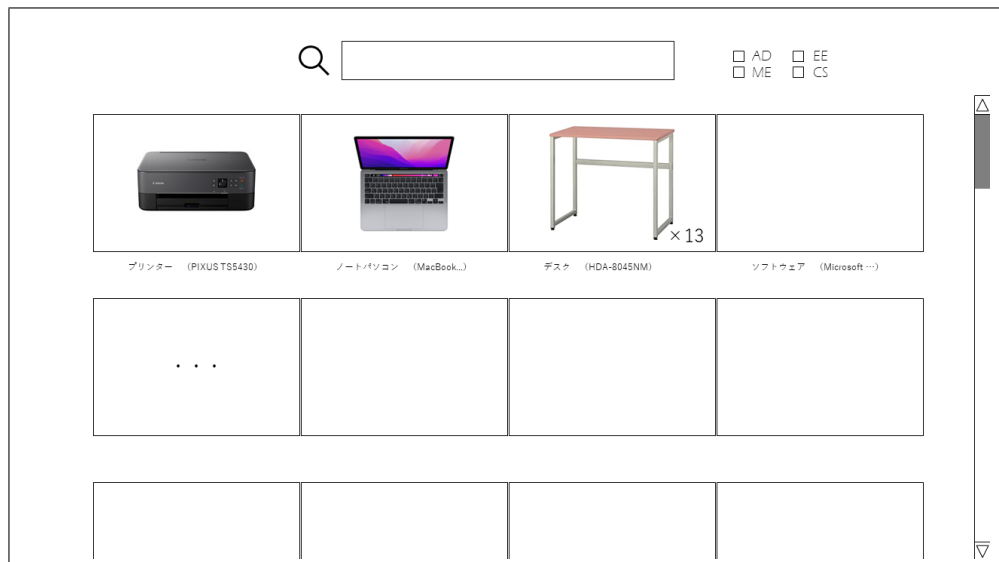 AD EE
ME CS
×13
プリンター （PIXUS TS5430）
ノートパソコン （MacBook...）
デスク （HDA-8045NM）
ソフトウェア （Microsoft …）
・・・